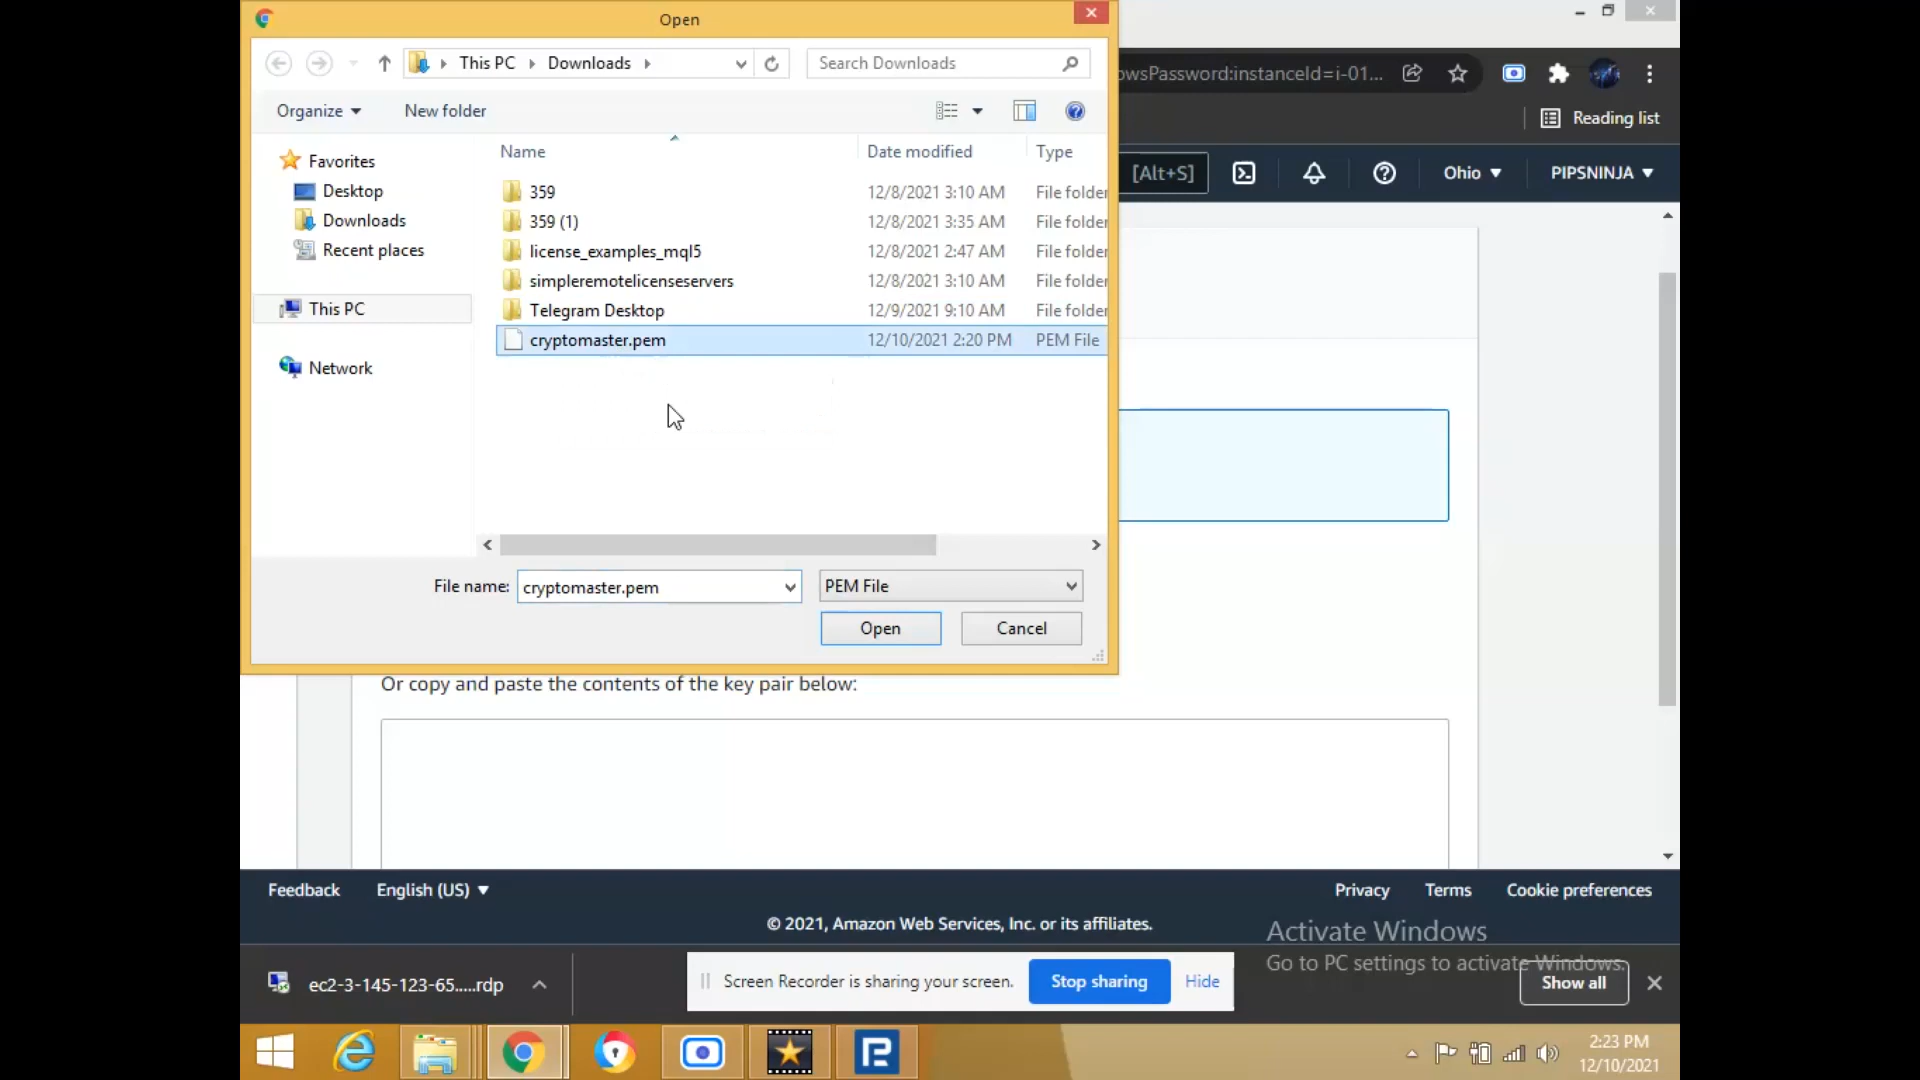 Open
This PC Downloads
Search Downloads
owsPassword:instanceId=i-01...
Organize
New folder
Reading list
Name
Date modified
Type
[Alt+S]
Ohio
PIPSNINJA
Favorites
Desktop
Downloads
Recent places
This PC
Network
359 12/8/2021 3:10 AM File folder
359 (1) 12/8/2021 3:35 AM File folder
license_examples_mql5 12/8/2021 2:47 AM File folder
simpleremotelicenseservers 12/8/2021 3:10 AM File folder
Telegram Desktop 12/9/2021 9:10 AM File folder
cryptomaster.pem 12/10/2021 2:20 PM PEM File
File name: cryptomaster.pem
PEM File
Open
Cancel
Or copy and paste the contents of the key pair below:
Feedback
English (US)
Privacy
Terms
Cookie preferences
© 2021, Amazon Web Services, Inc. or its affiliates.
Activate Windows
Go to PC settings to activate Windows.
ec2-3-145-123-65.....rdp
Screen Recorder is sharing your screen.
Stop sharing
Hide
Show all
2:23 PM
12/10/2021